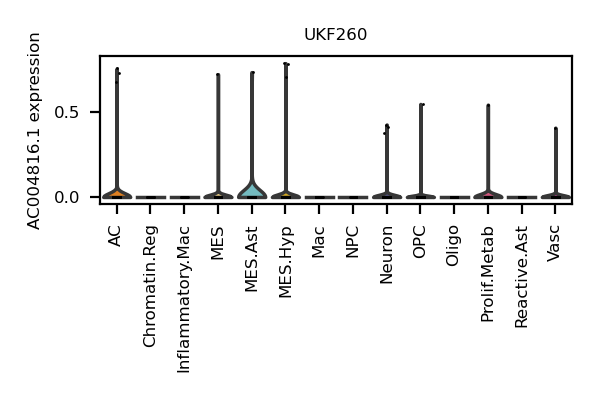 UKF260
AC004816.1 expression
0.5
0.0
AC
Chromatin.Reg
Inflammatory.Mac
MES
MES.Ast
MES.Hyp
Mac
NPC
Neuron
OPC
Oligo
Prolif.Metab
Reactive.Ast
Vasc